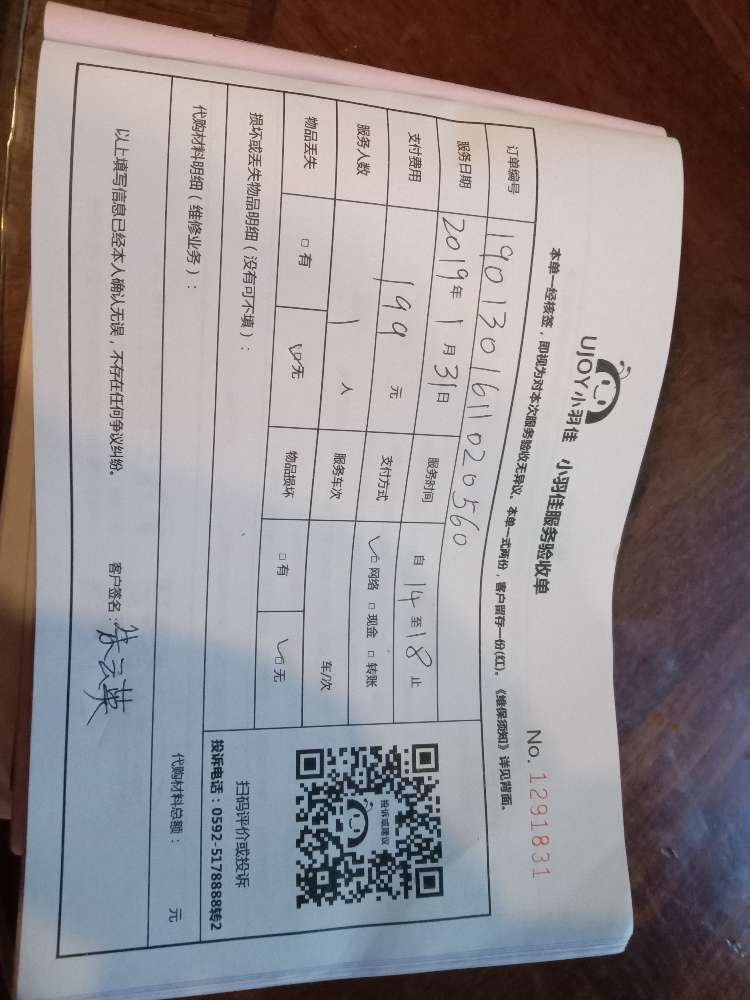 UJOY小羽佳 小羽佳服务验收单 No. 1291831
本单一经核签，即视为对本次服务验收无异议。本单一式两份，客户留存一份(红)。《维保须知》详见背面。
订单编号 1901301611020560
服务日期 2019年1月31日 服务时间 自14至18止
支付费用 199元 支付方式 ☑网络 □现金 □转账
服务人数 1人 服务车次 车/次
物品丢失 □有 ☑无 物品损坏 □有 ☑无
投诉或建议
扫码评价或投诉
投诉电话：0592-5178888转2
损坏或丢失物品明细（没有可不填）：
代购材料明细（维修业务）： 代购材料总额： 元
以上填写信息已经本人确认无误，不存在任何争议纠纷。 客户签名：